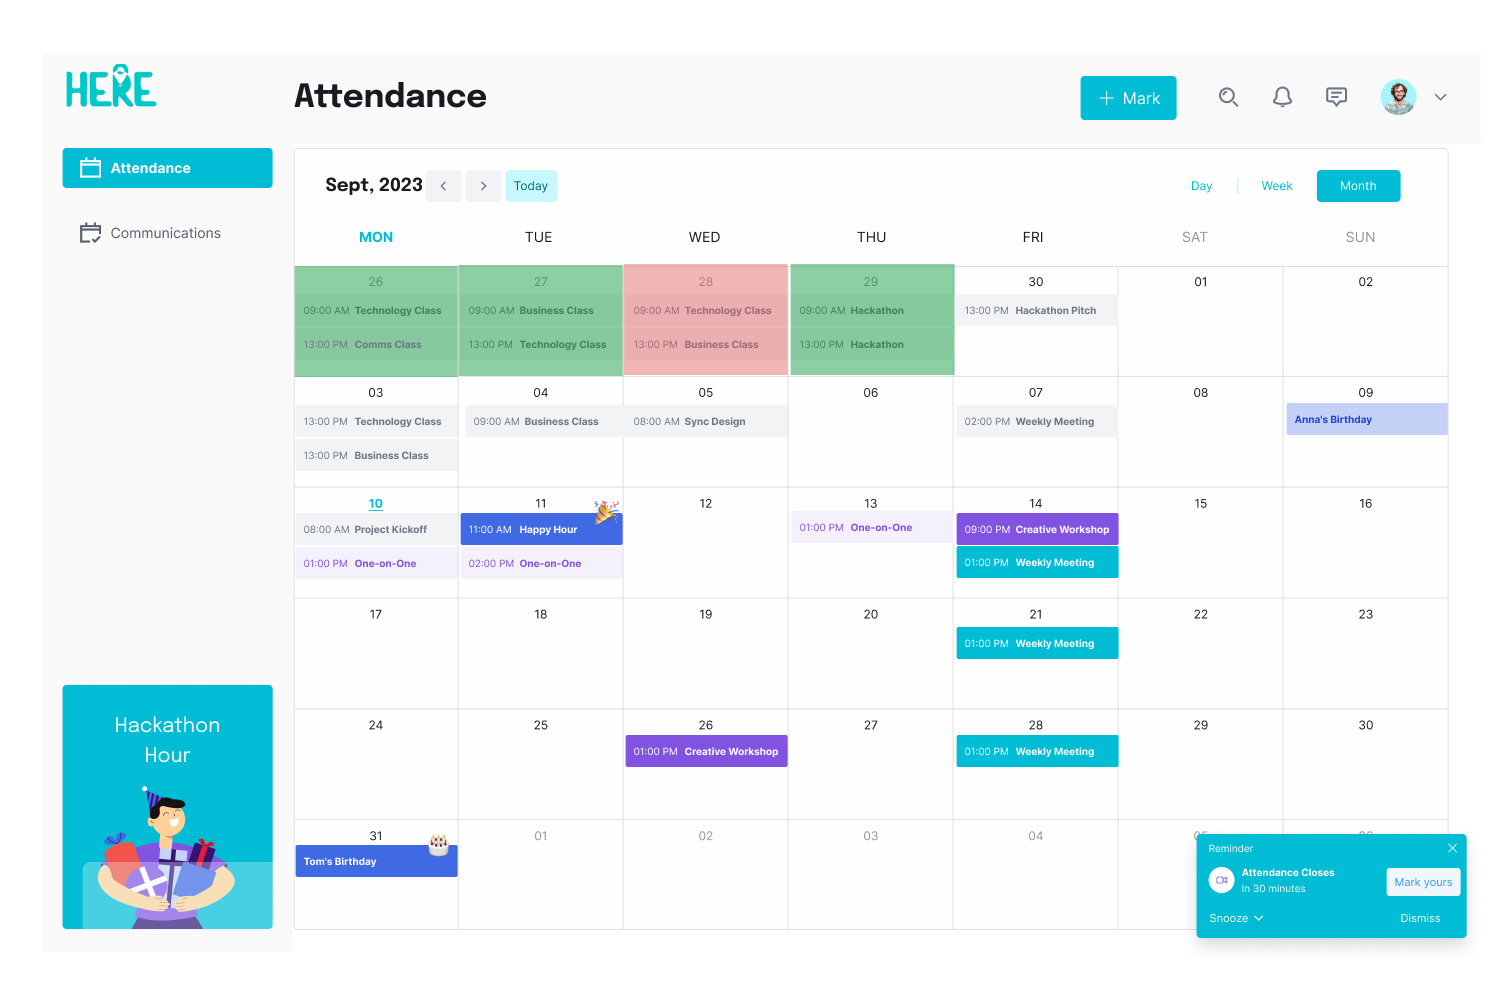 HERE
Attendance
+ Mark
Attendance
Communications
Sept, 2023
<
>
Today
Day
Week
Month
MON TUE WED THU FRI SAT SUN
26 27 28 29 30 01 02
09:00 AM Technology Class
09:00 AM Business Class
09:00 AM Technology Class
09:00 AM Hackathon
13:00 PM Hackathon Pitch
13:00 PM Comms Class
13:00 PM Technology Class
13:00 PM Business Class
13:00 PM Hackathon
03 04 05 06 07 08 09
13:00 PM Technology Class
09:00 AM Business Class
08:00 AM Sync Design
02:00 PM Weekly Meeting
Anna's Birthday
13:00 PM Business Class
10 11 12 13 14 15 16
08:00 AM Project Kickoff
11:00 AM Happy Hour
01:00 PM One-on-One
09:00 PM Creative Workshop
01:00 PM One-on-One
02:00 PM One-on-One
01:00 PM Weekly Meeting
17 18 19 20 21 22 23
01:00 PM Weekly Meeting
24 25 26 27 28 29 30
01:00 PM Creative Workshop
01:00 PM Weekly Meeting
31 01 02 03 04
Tom's Birthday
Hackathon
Hour
Reminder
Attendance Closes
In 30 minutes
Mark yours
Snooze
Dismiss